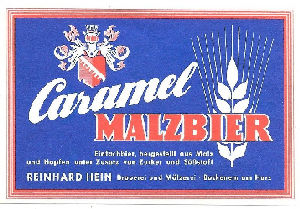 Caramel
MALZBIER
Einfachbier, hergestellt aus Malz
und Hopfen unter Zusatz von Zucker und Süßstoff
REINHARD HEIN Brauerei und Mälzerei ·